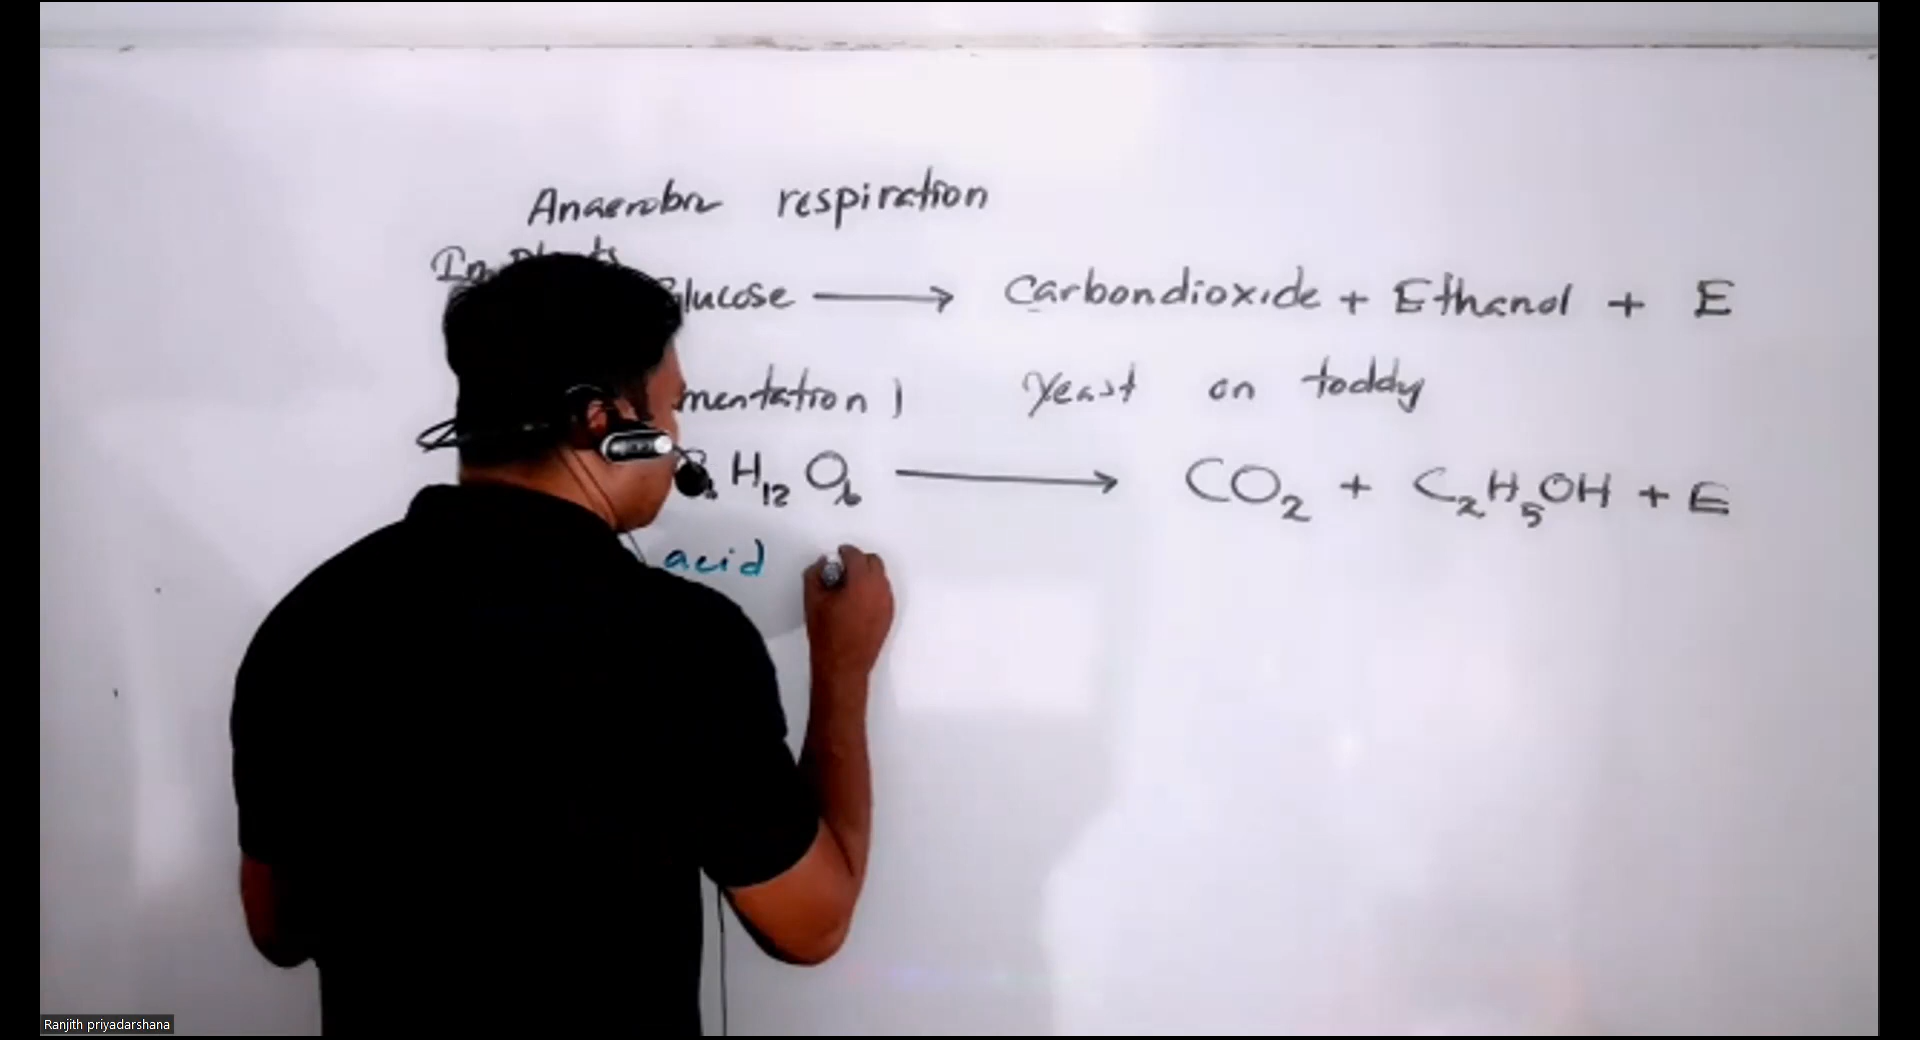 Anaerobic respiration
In Plants
Glucose → Carbondioxide + Ethanol + E
mentation) Yeast on toddy
H12 O6 → CO2 + C2H5OH + E
acid
Ranjith priyadarshana